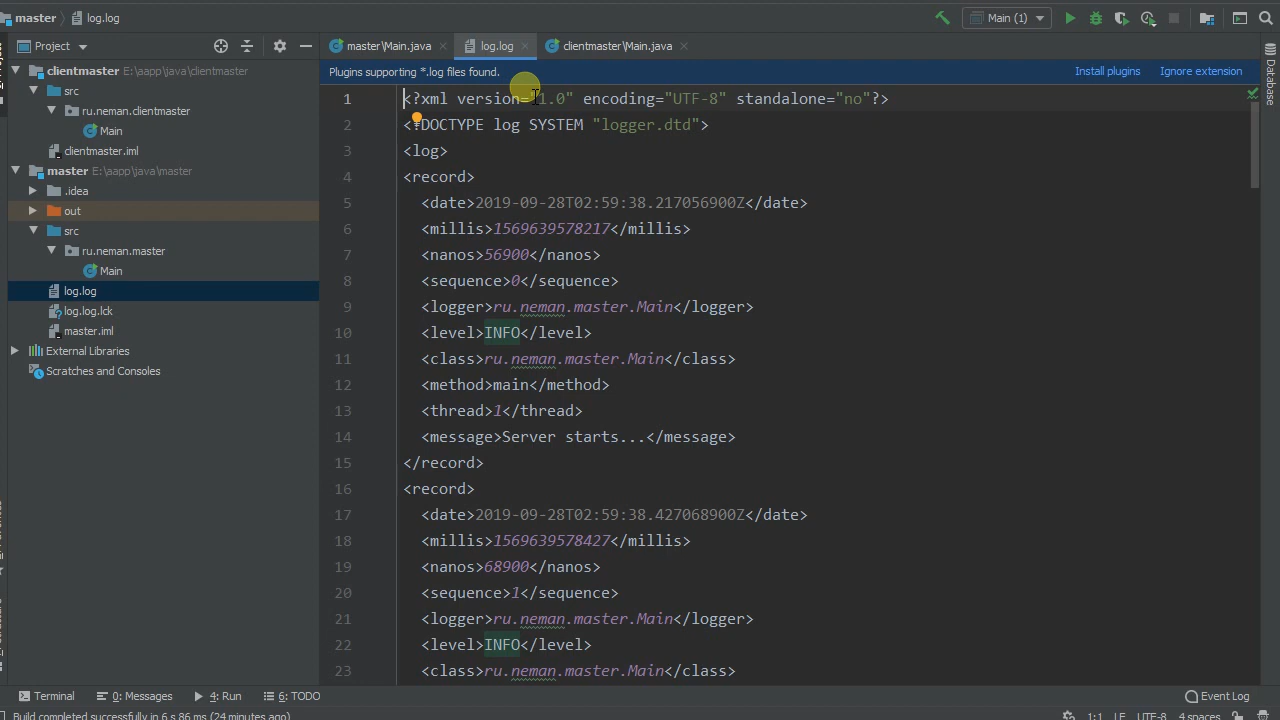 master
log.log
Main (1)
Project
master\Main.java
log.log
clientmaster\Main.java
Plugins supporting *.log files found.
Install plugins
Ignore extension
clientmaster E:\aapp\java\clientmaster
src
ru.neman.clientmaster
Main
clientmaster.iml
master E:\aapp\java\master
.idea
out
src
ru.neman.master
Main
log.log
log.log.lck
master.iml
External Libraries
Scratches and Consoles
1 <?xml version="1.0" encoding="UTF-8" standalone="no"?>
2 <!DOCTYPE log SYSTEM "logger.dtd">
3 <log>
4 <record>
5 <date>2019-09-28T02:59:38.217056900Z</date>
6 <millis>1569639578217</millis>
7 <nanos>56900</nanos>
8 <sequence>0</sequence>
9 <logger>ru.neman.master.Main</logger>
10 <level>INFO</level>
11 <class>ru.neman.master.Main</class>
12 <method>main</method>
13 <thread>1</thread>
14 <message>Server starts...</message>
15 </record>
16 <record>
17 <date>2019-09-28T02:59:38.427068900Z</date>
18 <millis>1569639578427</millis>
19 <nanos>68900</nanos>
20 <sequence>1</sequence>
21 <logger>ru.neman.master.Main</logger>
22 <level>INFO</level>
23 <class>ru.neman.master.Main</class>
Database
Terminal
0: Messages
4: Run
6: TODO
Event Log
Build completed successfully in 6 s 86 ms (24 minutes ago)
1:1 LF UTF-8 4 spaces